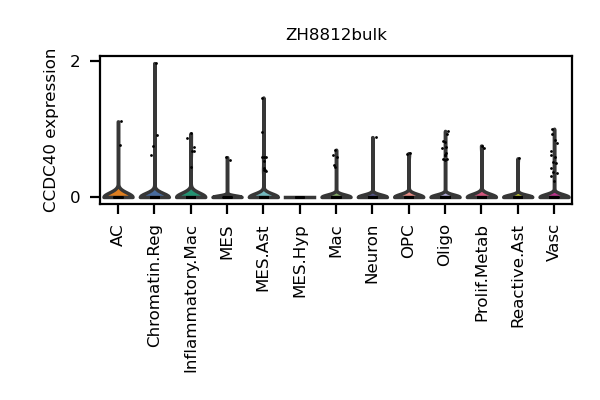 ZH8812bulk
CCDC40 expression
2
0
AC
Chromatin.Reg
Inflammatory.Mac
MES
MES.Ast
MES.Hyp
Mac
Neuron
OPC
Oligo
Prolif.Metab
Reactive.Ast
Vasc